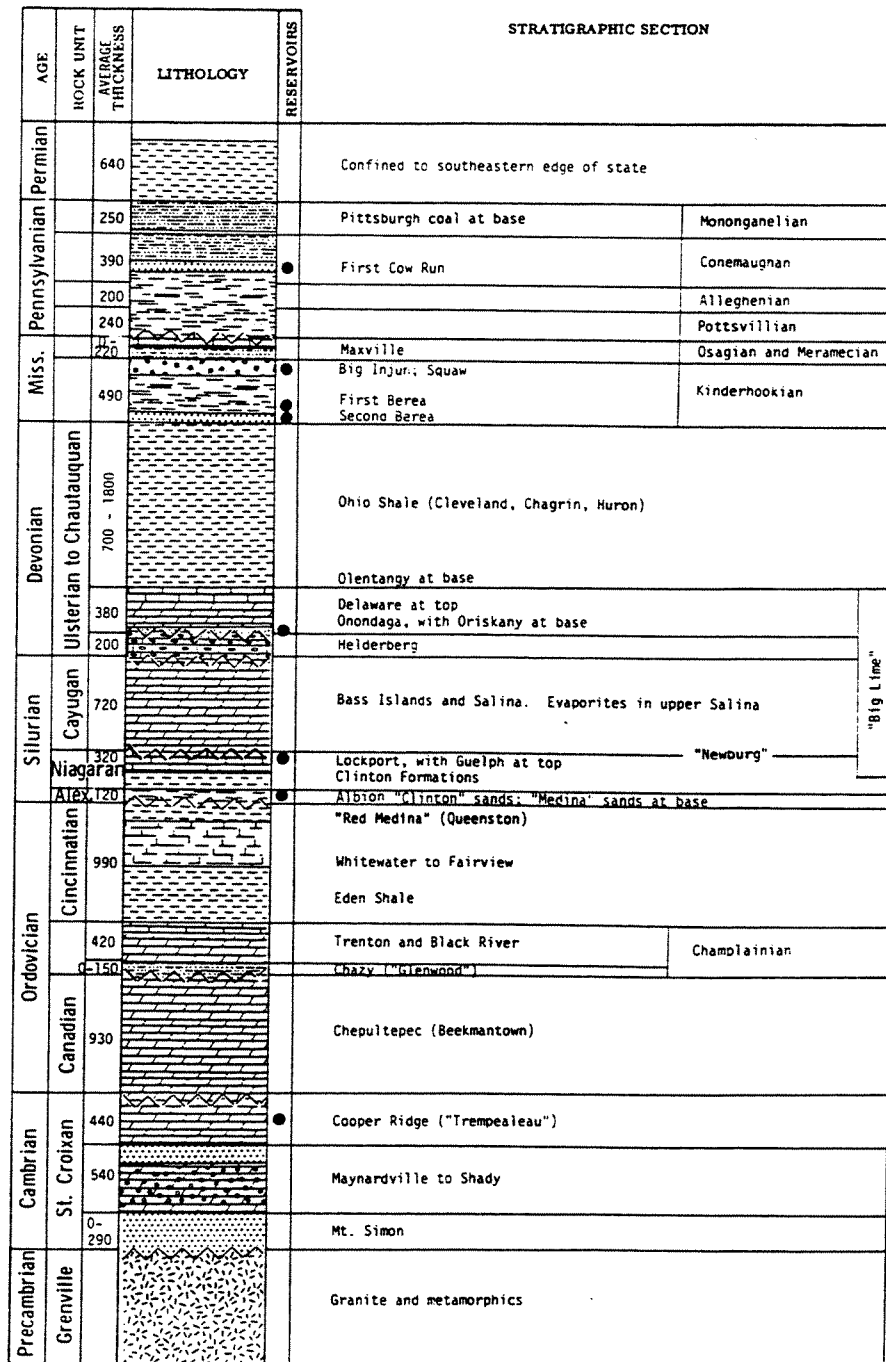 STRATIGRAPHIC SECTION
AGE
ROCK UNIT
AVERAGE
THICKNESS
LITHOLOGY
RESERVOIRS
Permian
640
Confined to southeastern edge of state
Pennsylvanian
250
Pittsburgh coal at base
Mononganelian
390
First Cow Run
Conemaughan
200
Alleghenian
240
Pottsvillian
Miss.
0-
220
Maxville
Osagian and Meramecian
490
Big Injun; Squaw
Kinderhookian
First Berea
Second Berea
Devonian
Ulsterian to Chautauquan
700 - 1800
Ohio Shale (Cleveland, Chagrin, Huron)
Olentangy at base
380
Delaware at top
Onondaga, with Oriskany at base
"Big Lime"
200
Helderberg
Silurian
Cayugan
720
Bass Islands and Salina. Evaporites in upper Salina
Niagaran
320
"Newburg"
Lockport, with Guelph at top
Clinton Formations
Alex.
120
Albion "Clinton" sands; "Medina' sands at base
Ordovician
Cincinnatian
990
"Red Medina" (Queenston)
Whitewater to Fairview
Eden Shale
420
Trenton and Black River
Champlainian
0-150
Chazy ("Glenwood")
Canadian
930
Chepultepec (Beekmantown)
Cambrian
St. Croixan
440
Cooper Ridge ("Trempealeau")
540
Maynardville to Shady
0-
290
Mt. Simon
Precambrian
Grenville
Granite and metamorphics